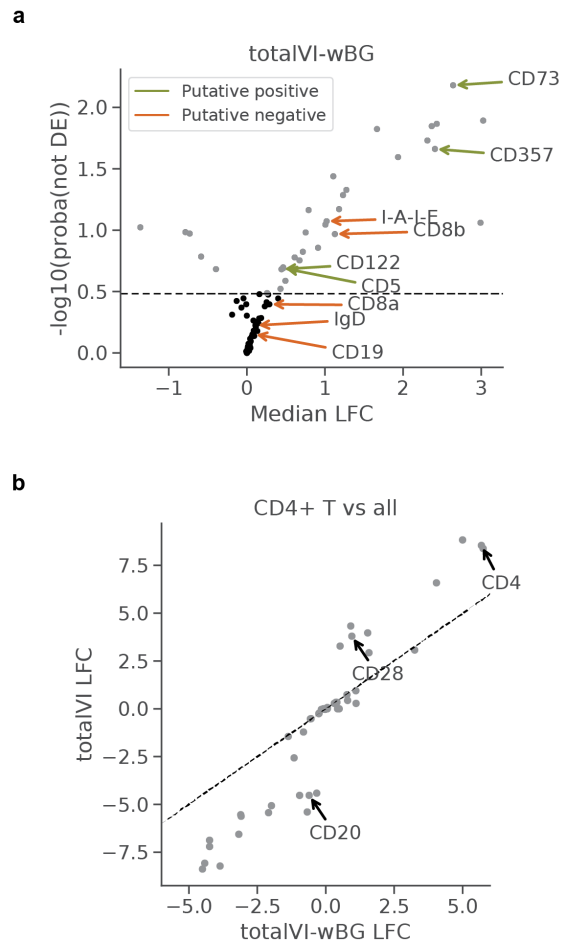 a
totalVI-wBG
-log10(proba(not DE))
2.0
1.5
1.0
0.5
0.0
Putative positive
Putative negative
CD73
CD357
I-A-I-E
CD8b
CD122
CD5
CD8a
IgD
CD19
−1
0
1
2
3
Median LFC
b
CD4+ T vs all
totalVI LFC
7.5
5.0
2.5
0.0
−2.5
−5.0
−7.5
CD4
CD28
CD20
−5.0
−2.5
0.0
2.5
5.0
totalVI-wBG LFC